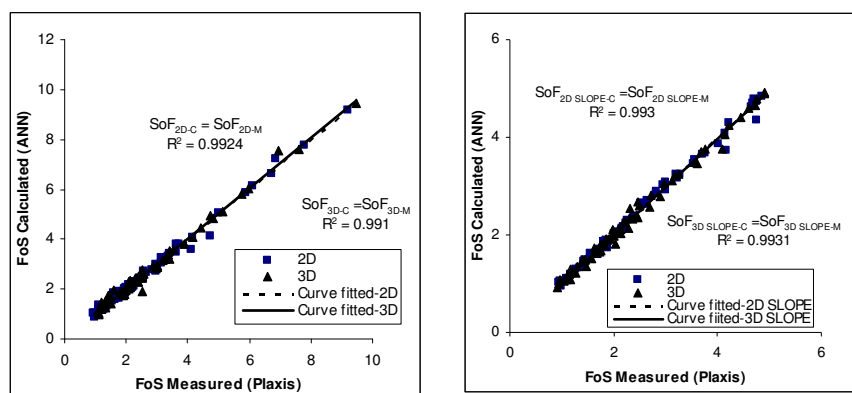 12
10
8
6
4
2
0
0 2 4 6 8 10
FoS Calculated (ANN)
FoS Measured (Plaxis)
SoF2D-C = SoF2D-M
R² = 0.9924
SoF3D-C =SoF3D-M
R² = 0.991
2D
3D
Curve fitted-2D
Curve fitted-3D
6
4
2
0
0 2 4 6
FoS Calculated (ANN)
FoS Measured (Plaxis)
SoF2D SLOPE-C =SoF2D SLOPE-M
R² = 0.993
SoF3D SLOPE-C =SoF3D SLOPE-M
R² = 0.9931
2D
3D
Curve fitted-2D SLOPE
Curve fiited-3D SLOPE